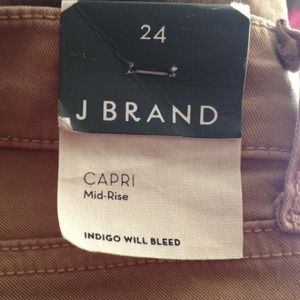 24
J BRAND
CAPRI
Mid-Rise
INDIGO WILL BLEED